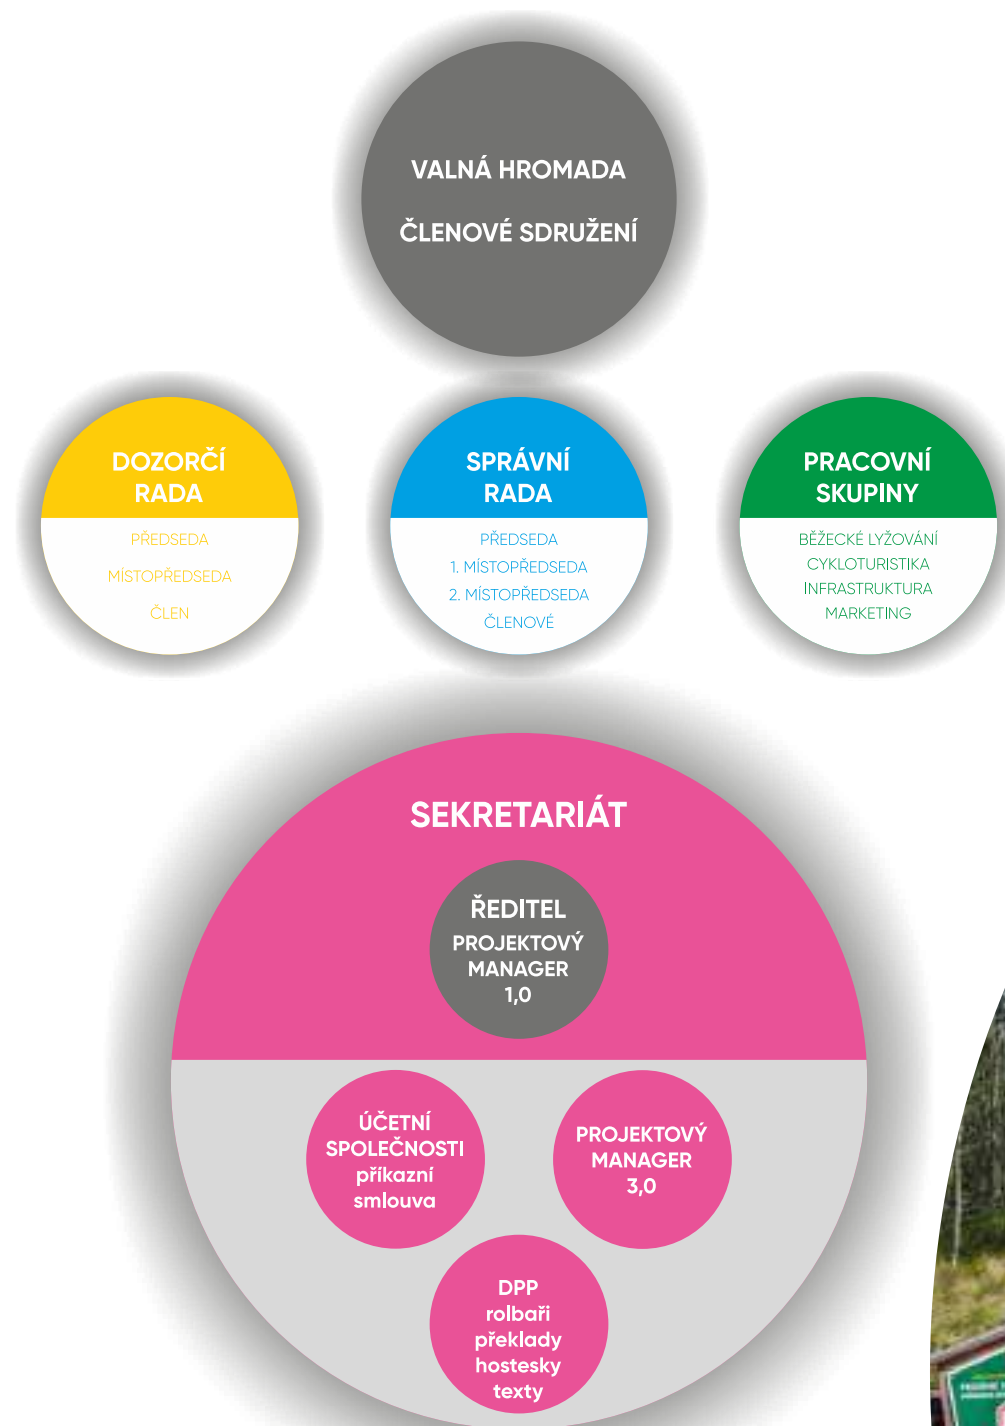 VALNÁ HROMADA
ČLENOVÉ SDRUŽENÍ
DOZORČÍ
RADA
PŘEDSEDA
MÍSTOPŘEDSEDA
ČLEN
SPRÁVNÍ
RADA
PŘEDSEDA
1. MÍSTOPŘEDSEDA
2. MÍSTOPŘEDSEDA
ČLENOVÉ
PRACOVNÍ
SKUPINY
BĚŽECKÉ LYŽOVÁNÍ
CYKLOTURISTIKA
INFRASTRUKTURA
MARKETING
SEKRETARIÁT
ŘEDITEL
PROJEKTOVÝ
MANAGER
1,0
ÚČETNÍ
SPOLEČNOSTI
příkazní
smlouva
PROJEKTOVÝ
MANAGER
3,0
DPP
rolbaři
překlady
hostesky
texty